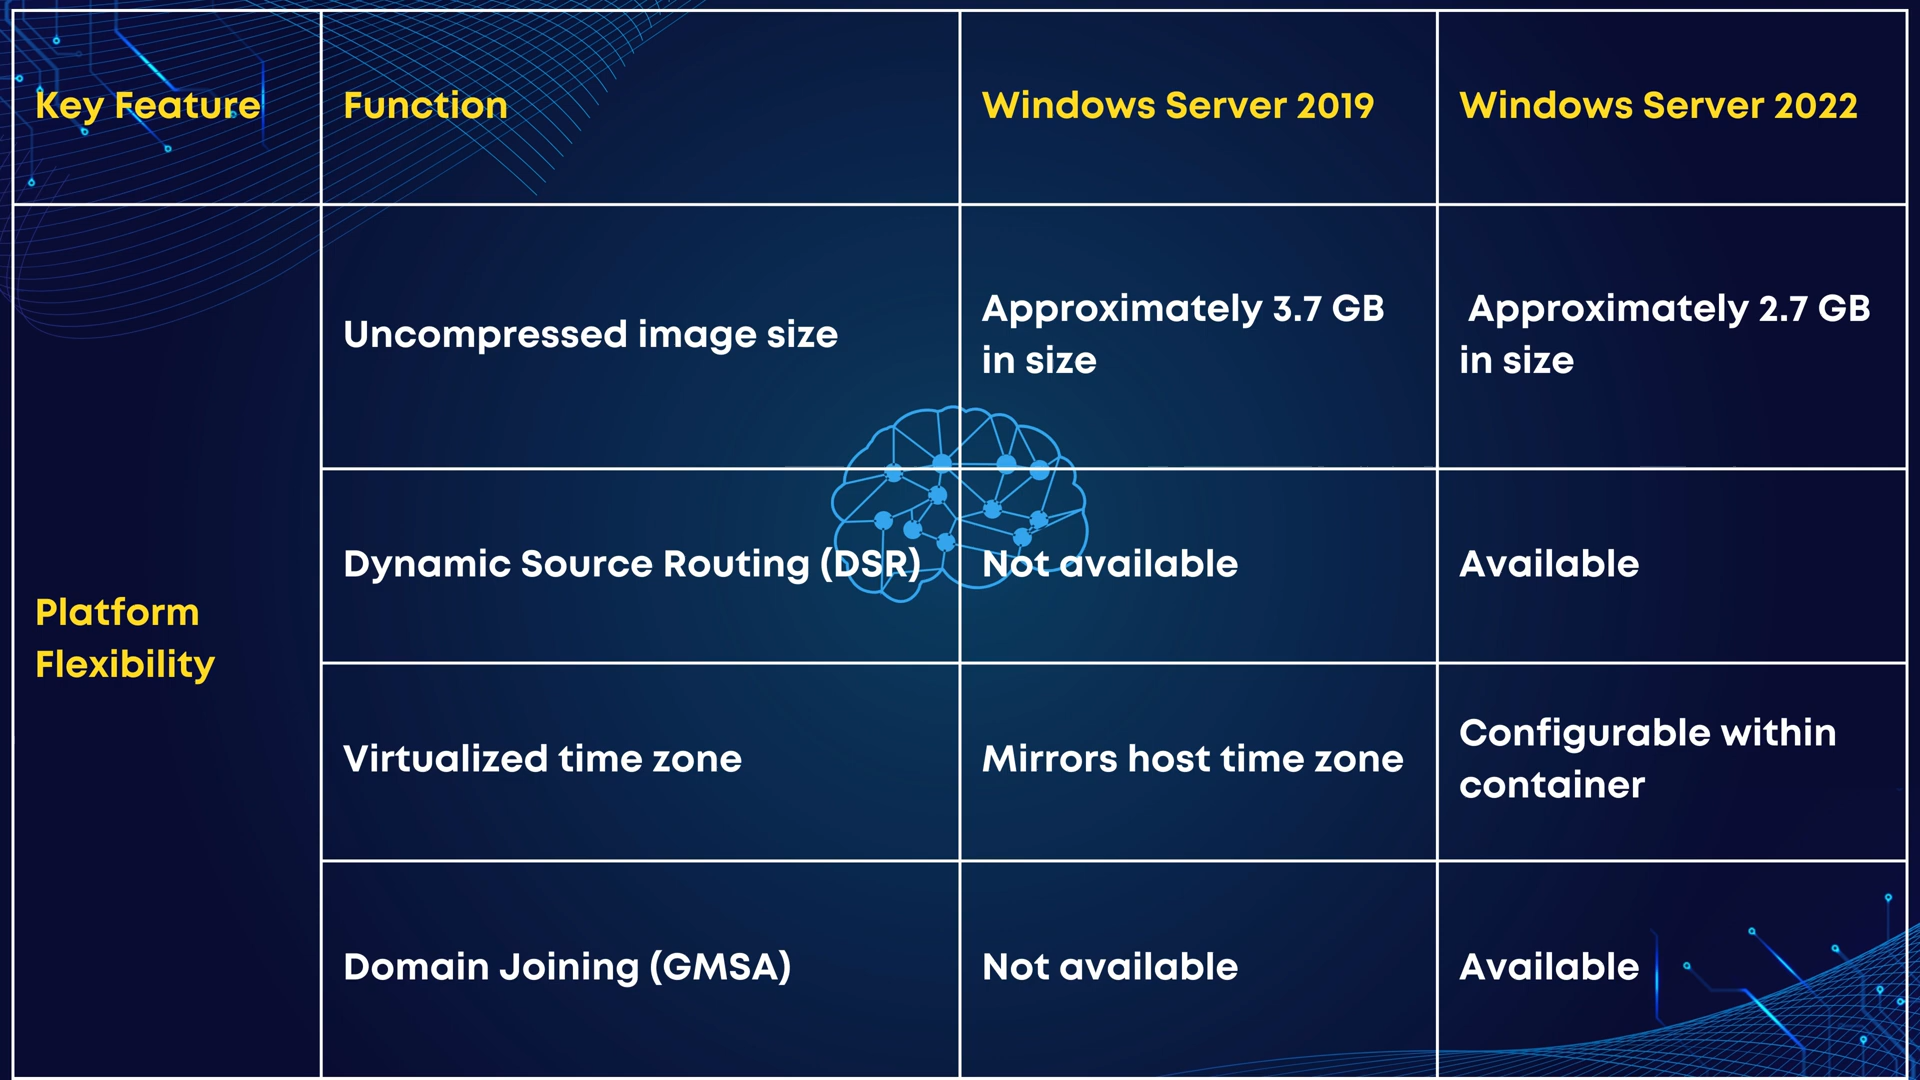 Key Feature
Function
Windows Server 2019
Windows Server 2022
Platform
Flexibility
Uncompressed image size
Approximately 3.7 GB
in size
Approximately 2.7 GB
in size
Dynamic Source Routing (DSR)
Not available
Available
Virtualized time zone
Mirrors host time zone
Configurable within
container
Domain Joining (GMSA)
Not available
Available